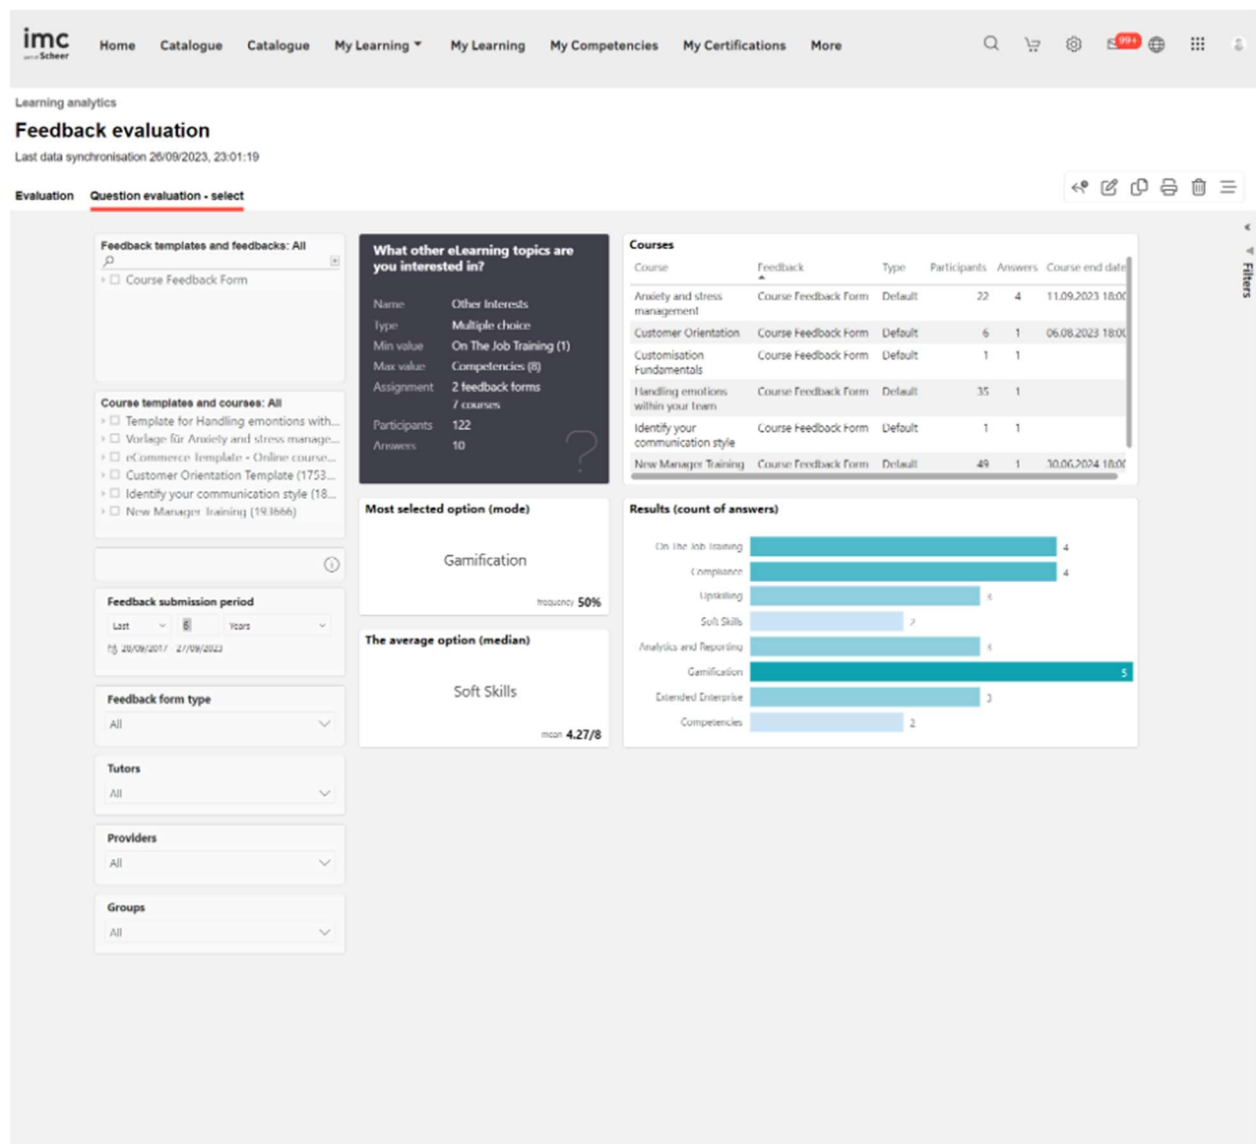 imc
part of Scheer
Home Catalogue Catalogue My Learning My Learning My Competencies My Certifications More
99+
Learning analytics
Feedback evaluation
Last data synchronisation 26/09/2023, 23:01:19
Evaluation Question evaluation - select
Filters
Feedback templates and feedbacks: All
Course Feedback Form
Course templates and courses: All
Template for Handling emontions with...
Vorlage für Anxiety and stress manage...
eCommerce Template - Online course...
Customer Orientation Template (1753...
Identify your communication style (18...
New Manager Training (193666)
Feedback submission period
Last 6 Years
28/09/2017 27/09/2023
Feedback form type
All
Tutors
All
Providers
All
Groups
All
What other eLearning topics are
you interested in?
Name Other Interests
Type Multiple choice
Min value On The Job Training (1)
Max value Competencies (8)
Assignment 2 feedback forms
7 courses
Participants 122
Answers 10
?
Most selected option (mode)
Gamification
frequency 50%
The average option (median)
Soft Skills
mean 4.27/8
Courses
Course Feedback Type Participants Answers Course end date
Anxiety and stress
management Course Feedback Form Default 22 4 11.09.2023 18:00
Customer Orientation Course Feedback Form Default 6 1 06.08.2023 18:00
Customisation
Fundamentals Course Feedback Form Default 1 1
Handling emotions
within your team Course Feedback Form Default 35 1
Identify your
communication style Course Feedback Form Default 1 1
New Manager Training Course Feedback Form Default 49 1 30.06.2024 18:00
Results (count of answers)
On The Job Training 4
Compliance 4
Upskilling 3
Soft Skills 2
Analytics and Reporting 3
Gamification 5
Extended Enterprise 3
Competencies 2